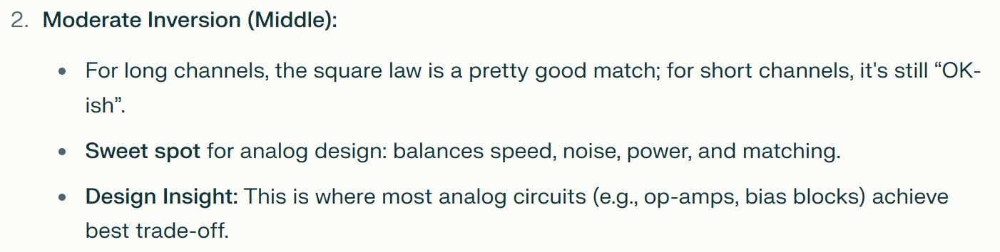 2. Moderate Inversion (Middle):
• For long channels, the square law is a pretty good match; for short channels, it's still “OK-
ish”.
• Sweet spot for analog design: balances speed, noise, power, and matching.
• Design Insight: This is where most analog circuits (e.g., op-amps, bias blocks) achieve
best trade-off.